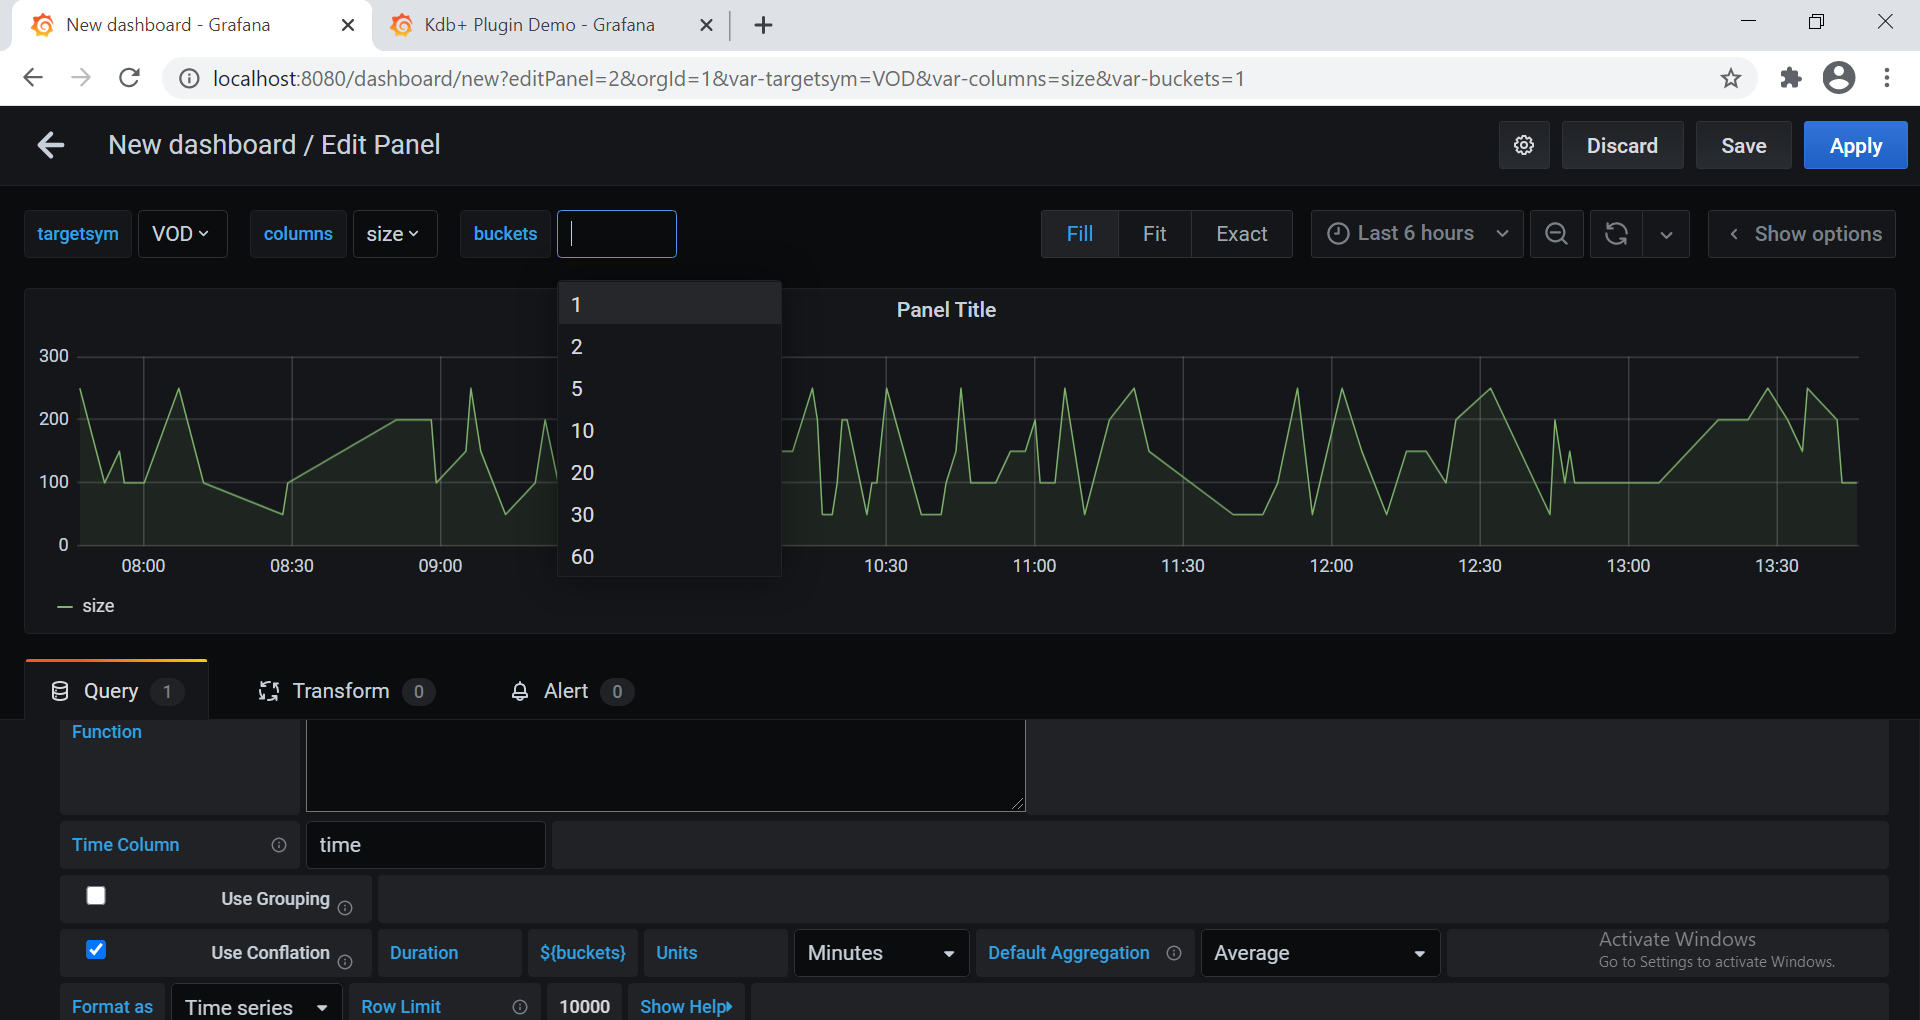 New dashboard - Grafana
Kdb+ Plugin Demo - Grafana
localhost:8080/dashboard/new?editPanel=2&orgId=1&var-targetsym=VOD&var-columns=size&var-buckets=1
New dashboard / Edit Panel
Discard
Save
Apply
targetsym
VOD
columns
size
buckets
Fill
Fit
Exact
Last 6 hours
Show options
1
2
5
10
20
30
60
Panel Title
300
200
100
0
08:00
08:30
09:00
10:30
11:00
11:30
12:00
12:30
13:00
13:30
size
Query 1
Transform 0
Alert 0
Function
Time Column
time
Use Grouping
Use Conflation
Duration
${buckets}
Units
Minutes
Default Aggregation
Average
Activate Windows
Go to Settings to activate Windows.
Format as
Time series
Row Limit
10000
Show Help